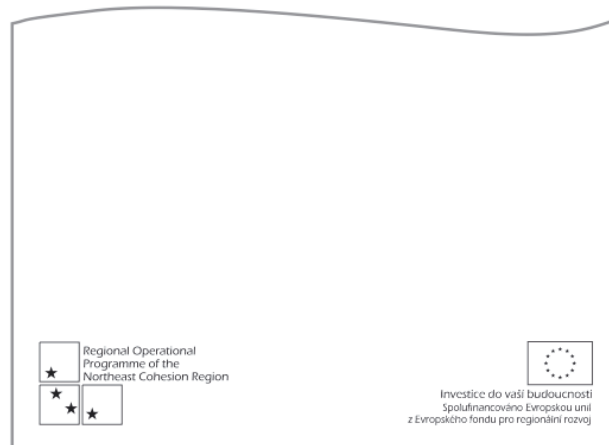 Regional Operational
Programme of the
Northeast Cohesion Region
Investice do vaší budoucnosti
Spolufinancováno Evropskou unií
z Evropského fondu pro regionální rozvoj